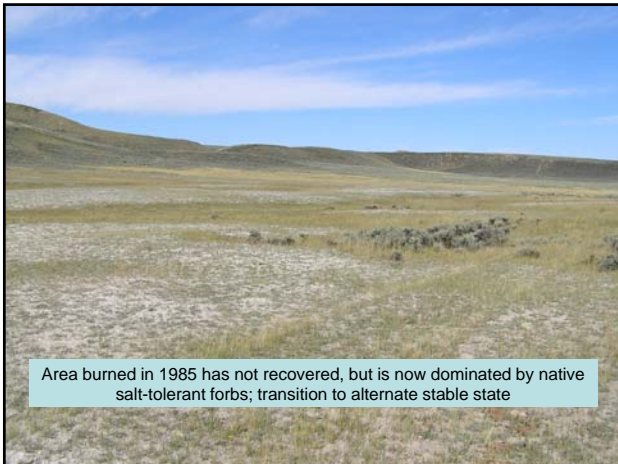 Area burned in 1985 has not recovered, but is now dominated by native
salt-tolerant forbs; transition to alternate stable state